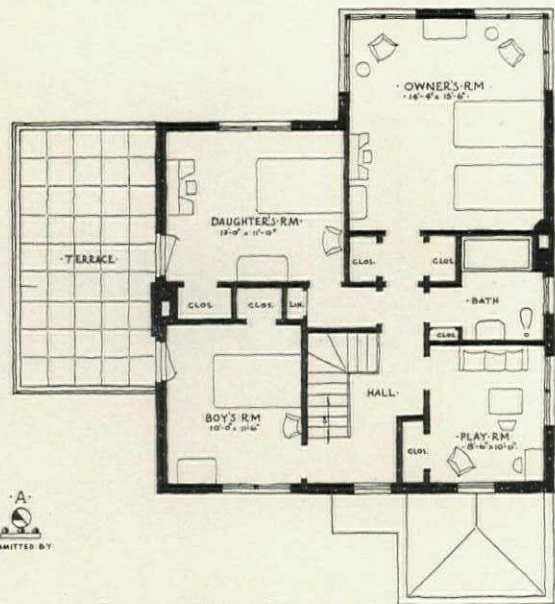 · OWNER'S · RM ·
· 14'-4" x 15'-6" ·
DAUGHTER'S · RM ·
13'-0" x 11'-0"
· TERRACE ·
CLOS.
CLOS.
CLOS.
CLOS.
LIN.
· BATH
CLOS.
HALL ·
BOY'S RM
10'-0" x 11'-6"
CLOS.
· PLAY · RM
8'-6" x 10'-0"
· A ·
MITTED BY